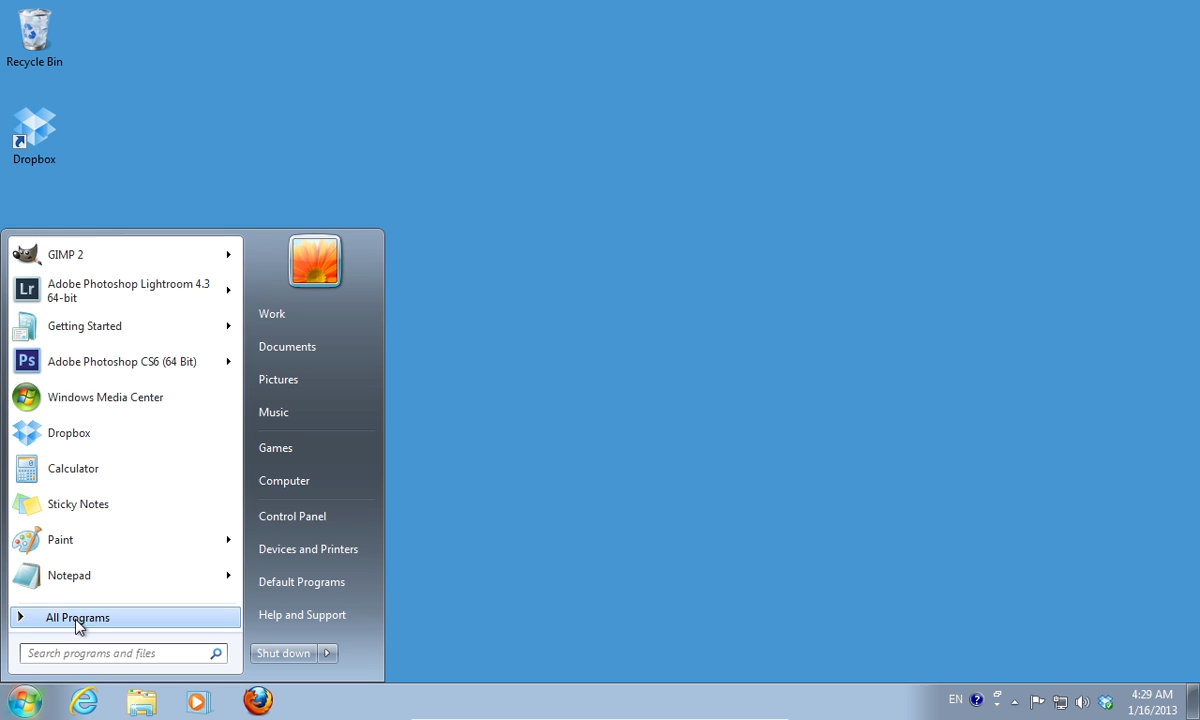 Recycle Bin
Dropbox
GIMP 2
Adobe Photoshop Lightroom 4.3
64-bit
Lr
Getting Started
Ps
Adobe Photoshop CS6 (64 Bit)
Windows Media Center
Dropbox
Calculator
Sticky Notes
Paint
Notepad
All Programs
Search programs and files
Work
Documents
Pictures
Music
Games
Computer
Control Panel
Devices and Printers
Default Programs
Help and Support
Shut down
EN
?
4:29 AM
1/16/2013